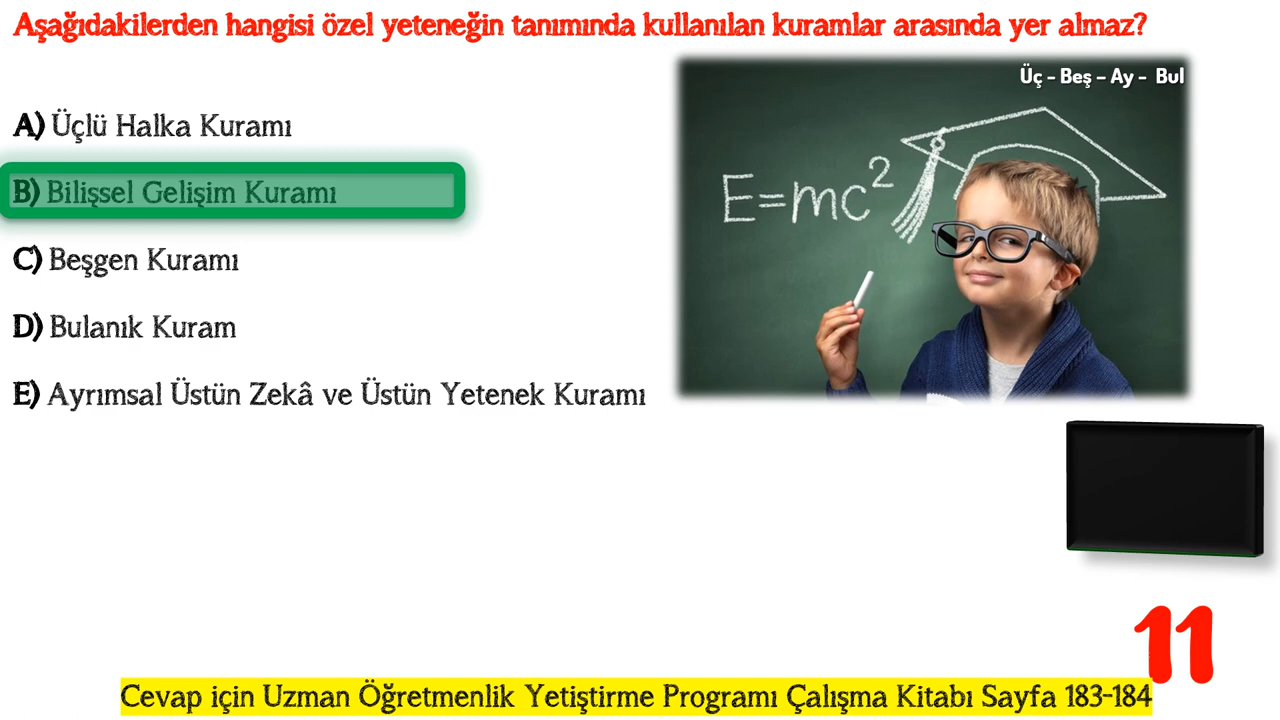 Aşağıdakilerden hangisi özel yeteneğin tanımında kullanılan kuramlar arasında yer almaz?
Üç - Beş – Ay - Bul
A) Üçlü Halka Kuramı
B) Bilişsel Gelişim Kuramı
C) Beşgen Kuramı
D) Bulanık Kuram
E) Ayrımsal Üstün Zekâ ve Üstün Yetenek Kuramı
E=mc²
11
Cevap için Uzman Öğretmenlik Yetiştirme Programı Çalışma Kitabı Sayfa 183-184